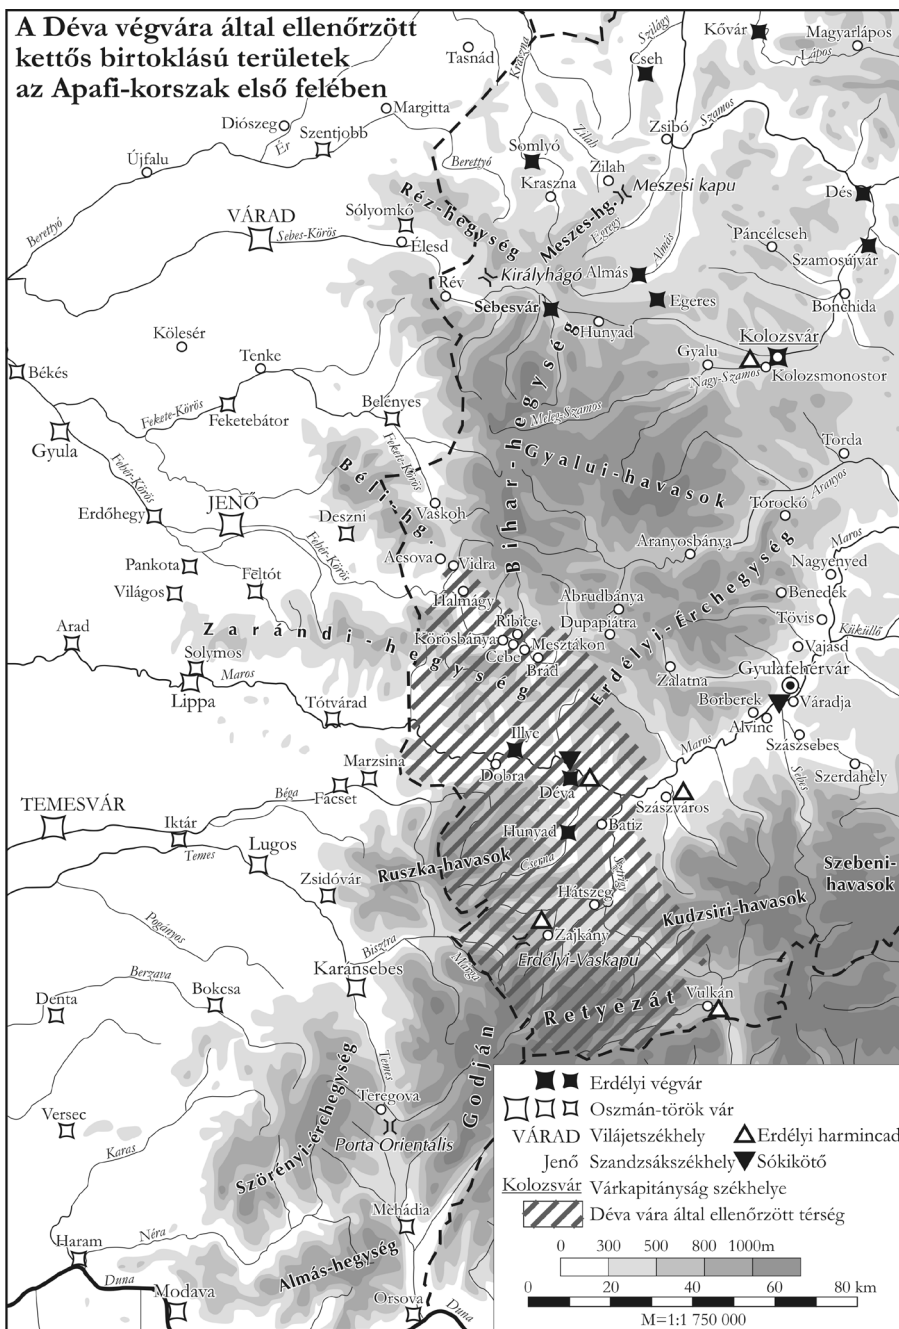 A Déva végvára által ellenőrzött
kettős birtoklású területek
az Apafi-korszak első felében
Kővár
Magyarlápos
Lápos
Tasnád
Kraszna
Szilágy
Cseh
Margitta
Diószeg
Ér
Szentjobb
Szamos
Zsibó
Zilah
Somlyó
Újfalu
Berettyó
Zilah
Kraszna
Meszesi kapu
Dés
Réz-hegység
Sólyomkő
VÁRAD
Sebes-Körös
Élesd
Berettyó
Meszes-hg.
Egregy
Almás
Páncélcseh
Szamosújvár
Királyhágó
Almás
Rév
Egeres
Sebesvár
Bonchida
Hunyad
Kölesér
Kolozsvár
Tenke
Gyalu
Kolozsmonostor
Nagy-Szamos
Békés
Belényes
Fekete-Körös
Feketebátor
Meleg-Szamos
Gyula
Fekete-Körös
Fehér-Körös
Béli-hg.
Bihar-hegység
Gyalui-havasok
Torda
Aranyos
Vaskoh
Torockó
Erdőhegy
JENŐ
Deszni
Fehér-Körös
Aranyosbánya
Maros
Acsova
Vidra
Nagyenyed
Pankota
Feltót
Világos
Halmágy
Abrudbánya
Benedek
Ribice
Dupapiátra
Tövis
Arad
Zarándi-hegység
Körösbánya
Mesztákon
Küküllő
Cebe
Brád
Erdélyi-Érchegység
Vajasd
Solymos
Maros
Zalatna
Gyulafehérvár
Lippa
Tótvárad
Borberek
Váradja
Alvinc
Illye
Maros
Szászsebes
Marzsina
Dobra
Sebes
Szerdahely
Facset
Déva
Szászváros
Béga
TEMESVÁR
Iktár
Batiz
Temes
Hunyad
Lugos
Ruszka-havasok
Cserna
Sztrigy
Szebeni-
havasok
Zsidóvár
Hátszeg
Kudzsiri-havasok
Pogányos
Zajkány
Bisztra
Erdélyi-Vaskapu
Karánsebes
Marga
Berzava
Denta
Bokcsa
Retyezát
Vulkán
Godján
Temes
Teregova
Versec
Porta Orientális
Karas
Szörényi-érchegység
Mehádia
Néra
Haram
Almás-hegység
Duna
Modava
Orsova
Duna
Erdélyi végvár
Oszmán-török vár
VÁRAD Vilájetszékhely
Erdélyi harmincad
Jenő Szandzsákszékhely
Sókikötő
Kolozsvár Várkapitányság székhelye
Déva vára által ellenőrzött térség
0 300 500 800 1000m
0 20 40 60 80 km
M=1:1 750 000